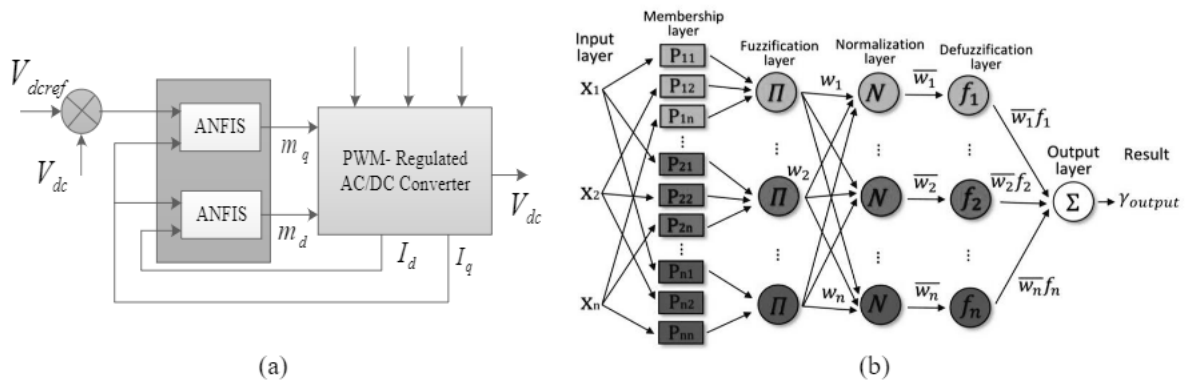 V_dcref
V_dc
ANFIS
ANFIS
m_q
m_d
PWM- Regulated
AC/DC Converter
V_dc
I_d
I_q
(a)
Input
layer
Membership
layer
Fuzzification
layer
Normalization
layer
Defuzzification
layer
X₁
X₂
Xₙ
P₁₁
P₁₂
P₁ₙ
P₂₁
P₂₂
P₂ₙ
Pₙ₁
Pₙ₂
Pₙₙ
Π
Π
Π
w₁
w₂
wₙ
N
N
N
w̅₁
w̅₂
w̅ₙ
f₁
f₂
fₙ
w̅₁f₁
w̅₂f₂
w̅ₙfₙ
Output
layer
Σ
Result
γ_output
(b)